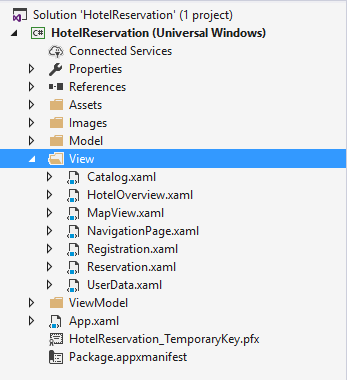 Solution 'HotelReservation' (1 project)
C# HotelReservation (Universal Windows)
Connected Services
Properties
References
Assets
Images
Model
View
Catalog.xaml
HotelOverview.xaml
MapView.xaml
NavigationPage.xaml
Registration.xaml
Reservation.xaml
UserData.xaml
ViewModel
App.xaml
HotelReservation_TemporaryKey.pfx
Package.appxmanifest